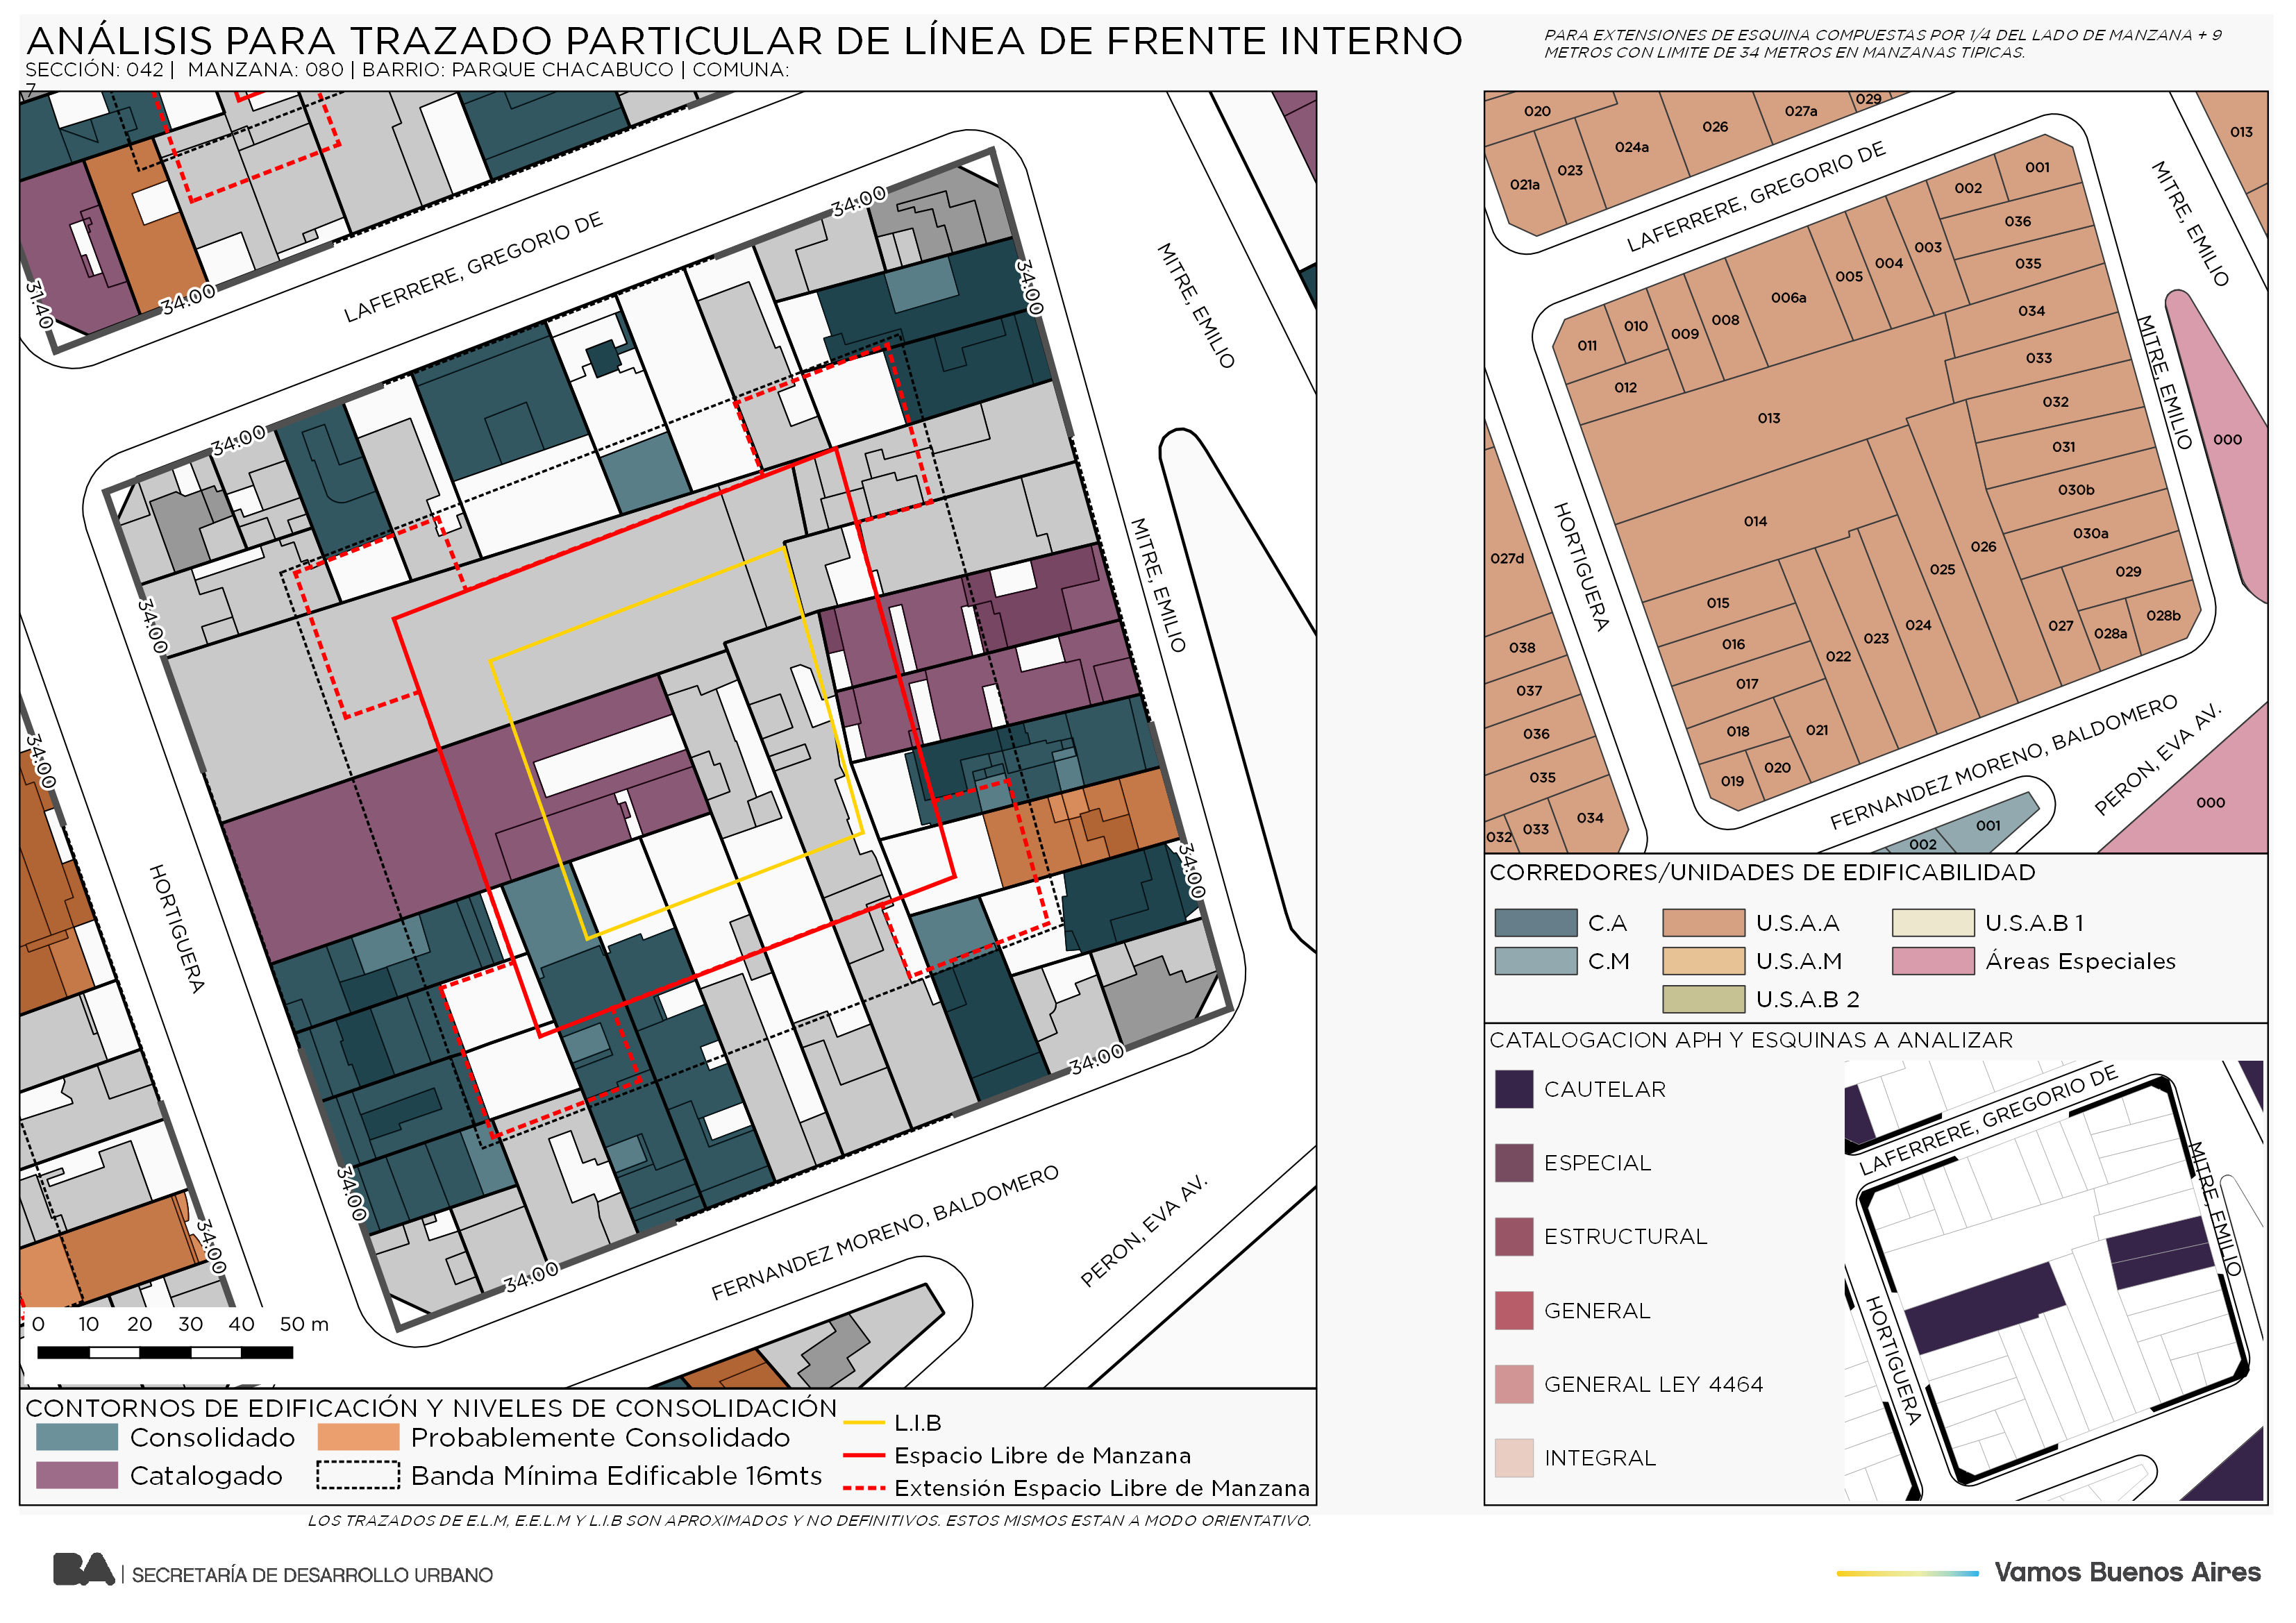 ANÁLISIS PARA TRAZADO PARTICULAR DE LÍNEA DE FRENTE INTERNO
SECCIÓN: 042 | MANZANA: 080 | BARRIO: PARQUE CHACABUCO | COMUNA:
7
PARA EXTENSIONES DE ESQUINA COMPUESTAS POR 1/4 DEL LADO DE MANZANA + 9
METROS CON LIMITE DE 34 METROS EN MANZANAS TIPICAS.
31.40
34:00
LAFERRERE, GREGORIO DE
34:00
34:00
MITRE, EMILIO
34:00
34:00
MITRE, EMILIO
34:00
HORTIGUERA
34:00
34:00
34:00
34:00
34:00
34:00
FERNANDEZ MORENO, BALDOMERO
PERON, EVA AV.
0 10 20 30 40 50 m
CONTORNOS DE EDIFICACIÓN Y NIVELES DE CONSOLIDACIÓN
Consolidado
Probablemente Consolidado
Catalogado
Banda Mínima Edificable 16mts
L.I.B
Espacio Libre de Manzana
Extensión Espacio Libre de Manzana
LOS TRAZADOS DE E.L.M, E.E.L.M Y L.I.B SON APROXIMADOS Y NO DEFINITIVOS. ESTOS MISMOS ESTAN A MODO ORIENTATIVO.
020
027a
029
026
024a
023
021a
013
LAFERRERE, GREGORIO DE
MITRE, EMILIO
001
002
036
003
035
004
005
006a
034
008
009
010
011
033
012
032
013
031
030b
014
030a
026
025
029
015
028b
024
027
028a
023
016
022
017
021
018
020
019
MITRE, EMILIO
000
HORTIGUERA
027d
038
037
036
035
034
033
032
FERNANDEZ MORENO, BALDOMERO
PERON, EVA AV.
000
001
002
CORREDORES/UNIDADES DE EDIFICABILIDAD
C.A
U.S.A.A
U.S.A.B 1
C.M
U.S.A.M
Áreas Especiales
U.S.A.B 2
CATALOGACION APH Y ESQUINAS A ANALIZAR
CAUTELAR
ESPECIAL
ESTRUCTURAL
GENERAL
GENERAL LEY 4464
INTEGRAL
LAFERRERE, GREGORIO DE
MITRE, EMILIO
HORTIGUERA
BA | SECRETARÍA DE DESARROLLO URBANO
Vamos Buenos Aires